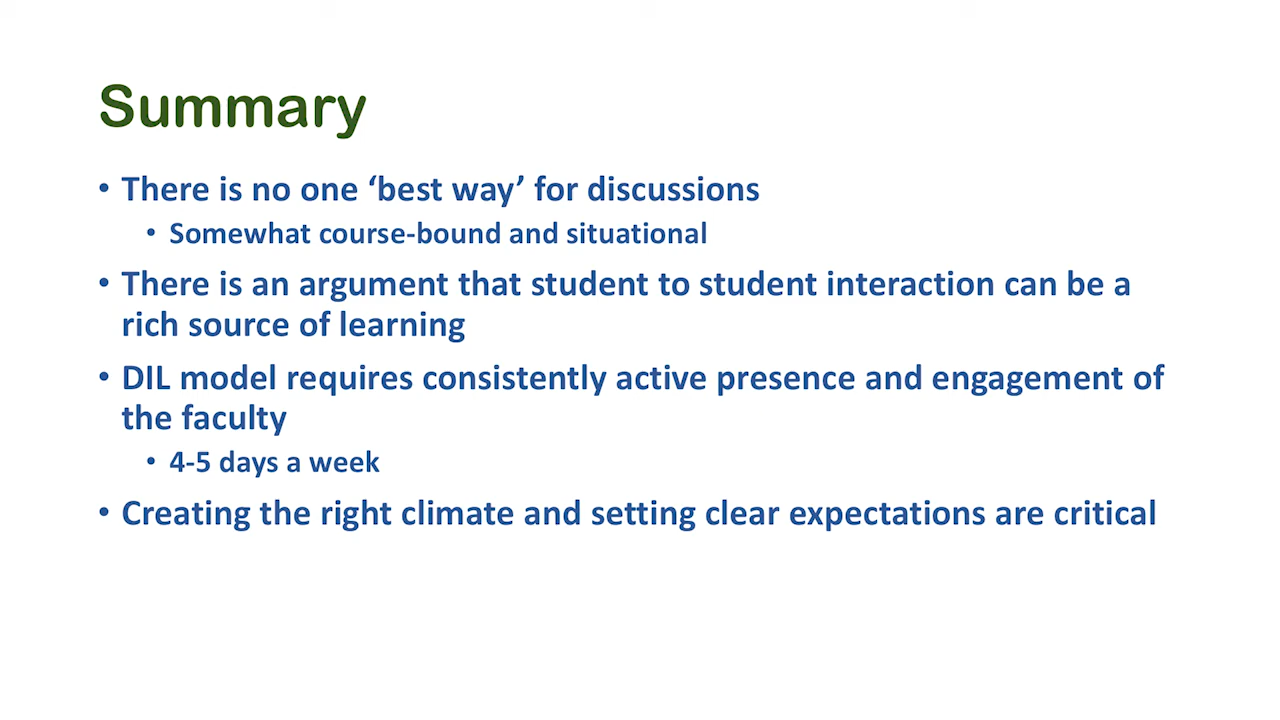 Summary
• There is no one ‘best way’ for discussions
• Somewhat course-bound and situational
• There is an argument that student to student interaction can be a
rich source of learning
• DIL model requires consistently active presence and engagement of
the faculty
• 4-5 days a week
• Creating the right climate and setting clear expectations are critical